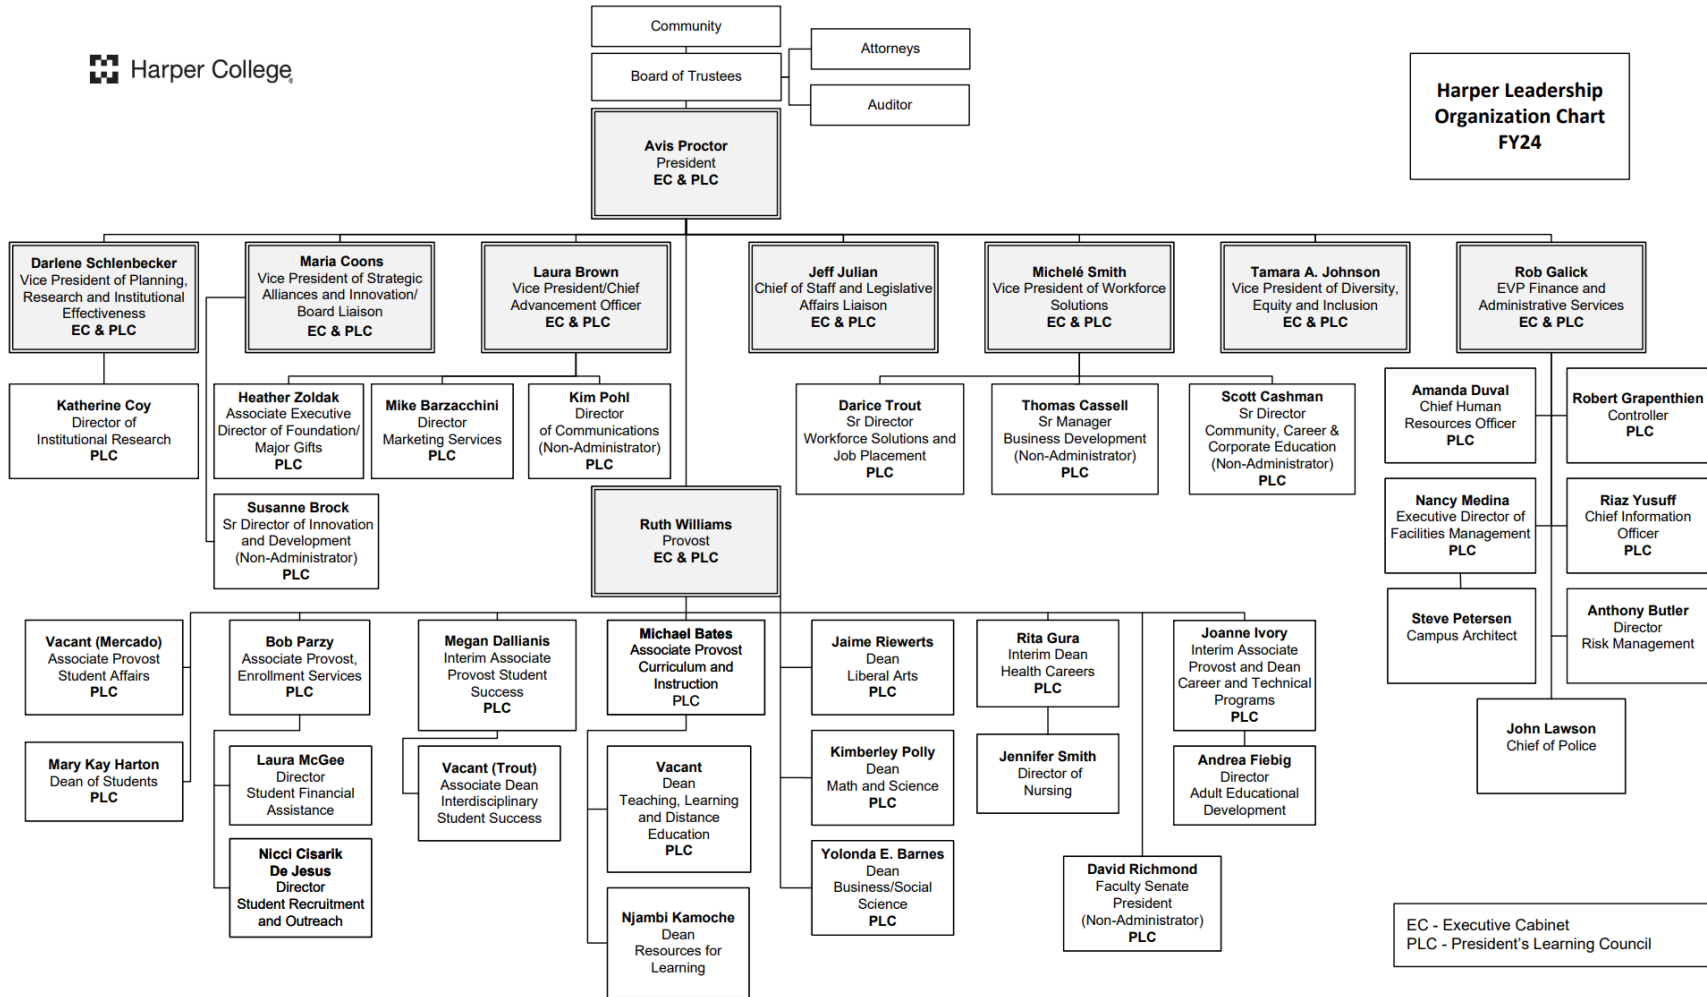 Harper College
Community
Board of Trustees
Attorneys
Auditor
Harper Leadership
Organization Chart
FY24
Avis Proctor
President
EC & PLC
Darlene Schlenbecker
Vice President of Planning,
Research and Institutional
Effectiveness
EC & PLC
Maria Coons
Vice President of Strategic
Alliances and Innovation/
Board Liaison
EC & PLC
Laura Brown
Vice President/Chief
Advancement Officer
EC & PLC
Jeff Julian
Chief of Staff and Legislative
Affairs Liaison
EC & PLC
Michelé Smith
Vice President of Workforce
Solutions
EC & PLC
Tamara A. Johnson
Vice President of Diversity,
Equity and Inclusion
EC & PLC
Rob Galick
EVP Finance and
Administrative Services
EC & PLC
Katherine Coy
Director of
Institutional Research
PLC
Heather Zoldak
Associate Executive
Director of Foundation/
Major Gifts
PLC
Mike Barzacchini
Director
Marketing Services
PLC
Kim Pohl
Director
of Communications
(Non-Administrator)
PLC
Darice Trout
Sr Director
Workforce Solutions and
Job Placement
PLC
Thomas Cassell
Sr Manager
Business Development
(Non-Administrator)
PLC
Scott Cashman
Sr Director
Community, Career &
Corporate Education
(Non-Administrator)
PLC
Amanda Duval
Chief Human
Resources Officer
PLC
Robert Grapenthien
Controller
PLC
Susanne Brock
Sr Director of Innovation
and Development
(Non-Administrator)
PLC
Ruth Williams
Provost
EC & PLC
Nancy Medina
Executive Director of
Facilities Management
PLC
Riaz Yusuff
Chief Information
Officer
PLC
Steve Petersen
Campus Architect
Anthony Butler
Director
Risk Management
John Lawson
Chief of Police
Vacant (Mercado)
Associate Provost
Student Affairs
PLC
Bob Parzy
Associate Provost,
Enrollment Services
PLC
Megan Dallianis
Interim Associate
Provost Student
Success
PLC
Michael Bates
Associate Provost
Curriculum and
Instruction
PLC
Jaime Riewerts
Dean
Liberal Arts
PLC
Rita Gura
Interim Dean
Health Careers
PLC
Joanne Ivory
Interim Associate
Provost and Dean
Career and Technical
Programs
PLC
Mary Kay Harton
Dean of Students
PLC
Laura McGee
Director
Student Financial
Assistance
Vacant (Trout)
Associate Dean
Interdisciplinary
Student Success
Vacant
Dean
Teaching, Learning
and Distance
Education
PLC
Kimberley Polly
Dean
Math and Science
PLC
Jennifer Smith
Director of
Nursing
Andrea Fiebig
Director
Adult Educational
Development
Nicci Cisarik
De Jesus
Director
Student Recruitment
and Outreach
Njambi Kamoche
Dean
Resources for
Learning
Yolonda E. Barnes
Dean
Business/Social
Science
PLC
David Richmond
Faculty Senate
President
(Non-Administrator)
PLC
EC - Executive Cabinet
PLC - President's Learning Council